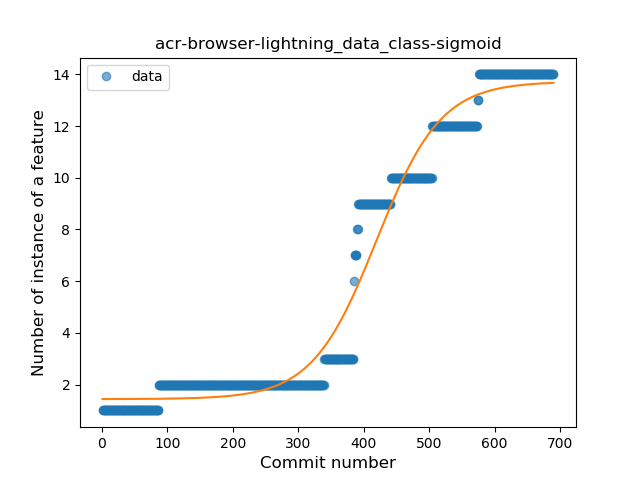 acr-browser-lightning_data_class-sigmoid
data
Number of instance of a feature
14
12
10
8
6
4
2
0 100 200 300 400 500 600 700
Commit number